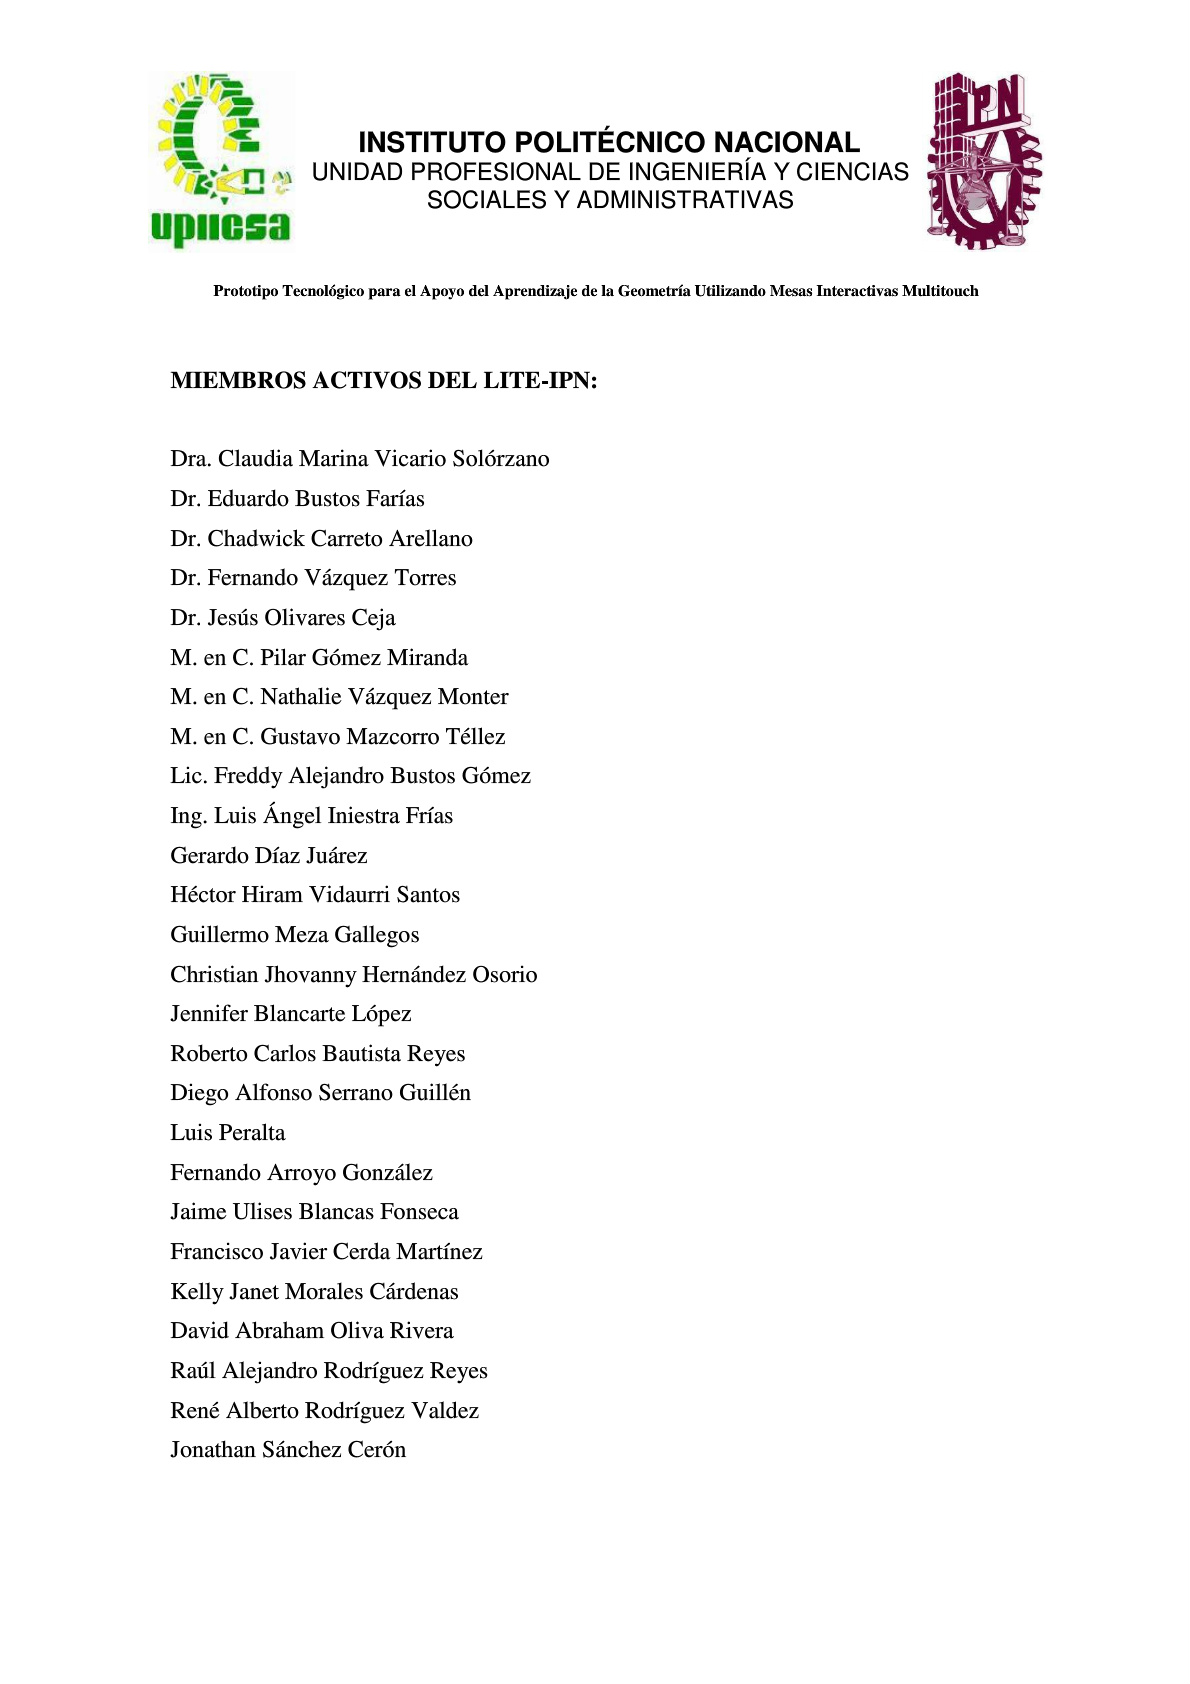 upiicsa
IPN
INSTITUTO POLITÉCNICO NACIONAL
UNIDAD PROFESIONAL DE INGENIERÍA Y CIENCIAS
SOCIALES Y ADMINISTRATIVAS
Prototipo Tecnológico para el Apoyo del Aprendizaje de la Geometría Utilizando Mesas Interactivas Multitouch
MIEMBROS ACTIVOS DEL LITE-IPN:
Dra. Claudia Marina Vicario Solórzano
Dr. Eduardo Bustos Farías
Dr. Chadwick Carreto Arellano
Dr. Fernando Vázquez Torres
Dr. Jesús Olivares Ceja
M. en C. Pilar Gómez Miranda
M. en C. Nathalie Vázquez Monter
M. en C. Gustavo Mazcorro Téllez
Lic. Freddy Alejandro Bustos Gómez
Ing. Luis Ángel Iniestra Frías
Gerardo Díaz Juárez
Héctor Hiram Vidaurri Santos
Guillermo Meza Gallegos
Christian Jhovanny Hernández Osorio
Jennifer Blancarte López
Roberto Carlos Bautista Reyes
Diego Alfonso Serrano Guillén
Luis Peralta
Fernando Arroyo González
Jaime Ulises Blancas Fonseca
Francisco Javier Cerda Martínez
Kelly Janet Morales Cárdenas
David Abraham Oliva Rivera
Raúl Alejandro Rodríguez Reyes
René Alberto Rodríguez Valdez
Jonathan Sánchez Cerón